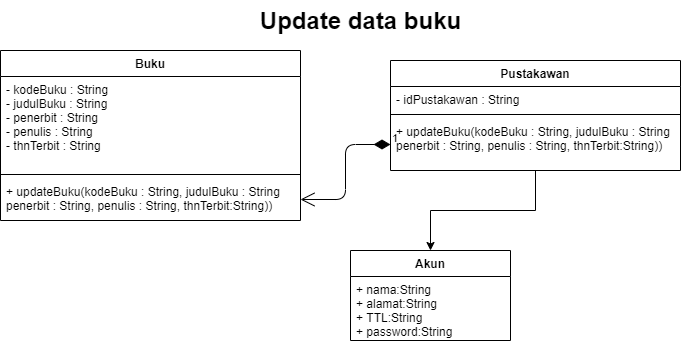 Update data buku
Buku
- kodeBuku : String
- judulBuku : String
- penerbit : String
- penulis : String
- thnTerbit : String
+ updateBuku(kodeBuku : String, judulBuku : String
penerbit : String, penulis : String, thnTerbit:String))
Pustakawan
- idPustakawan : String
+ updateBuku(kodeBuku : String, judulBuku : String
penerbit : String, penulis : String, thnTerbit:String))
1
Akun
+ nama:String
+ alamat:String
+ TTL:String
+ password:String